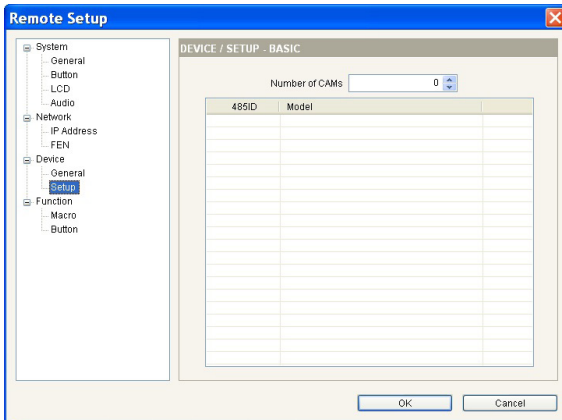 Remote Setup
System
General
Button
LCD
Audio
Network
IP Address
FEN
Device
General
Setup
Function
Macro
Button
DEVICE / SETUP - BASIC
Number of CAMs 0
485ID Model
OK Cancel